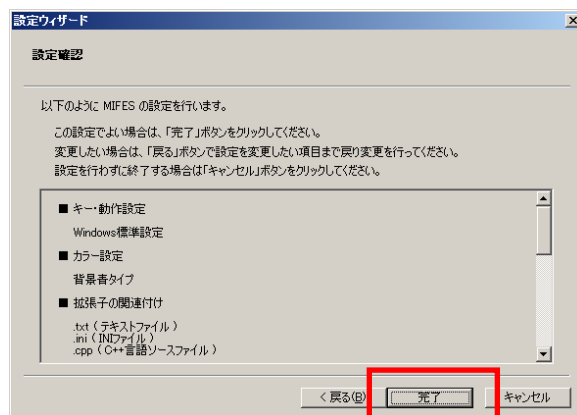 設定ウィザード
設定確認
以下のように MIFES の設定を行います。
この設定でよい場合は、「完了」ボタンをクリックしてください。
変更したい場合は、「戻る」ボタンで設定を変更したい項目まで戻り変更を行ってください。
設定を行わずに終了する場合は「キャンセル」ボタンをクリックしてください。
■ キー・動作設定
Windows標準設定
■ カラー設定
背景青タイプ
■ 拡張子の関連付け
.txt ( テキストファイル )
.ini ( INIファイル )
.cpp ( C++言語ソースファイル )
< 戻る(B)
完了
キャンセル